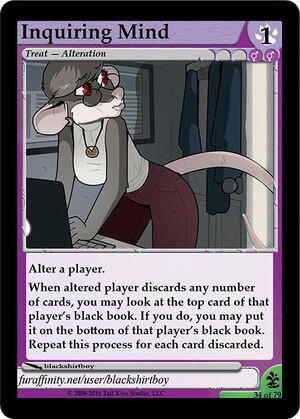 Inquiring Mind
1
Treat — Alteration
Alter a player.
When altered player discards any number
of cards, you may look at the top card of that
player's black book. If you do, you may put
it on the bottom of that player's black book.
Repeat this process for each card discarded.
blackshirtboy
furaffinity.net/user/blackshirtboy
© 2008-2016 Tail Kiss Studio, LLC
34 of 79